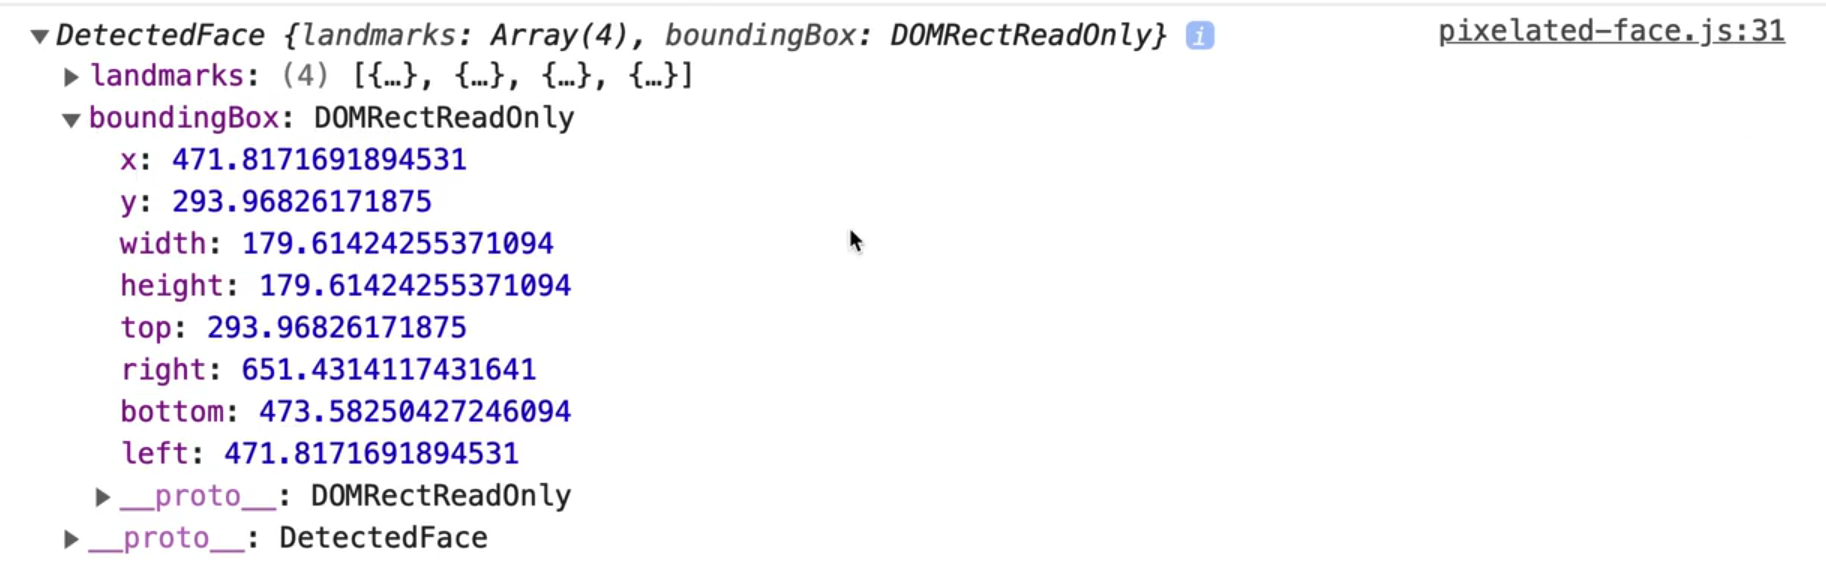 ▼DetectedFace {landmarks: Array(4), boundingBox: DOMRectReadOnly} i pixelated-face.js:31
▶landmarks: (4) [{…}, {…}, {…}, {…}]
▼boundingBox: DOMRectReadOnly
x: 471.8171691894531
y: 293.96826171875
width: 179.61424255371094
height: 179.61424255371094
top: 293.96826171875
right: 651.4314117431641
bottom: 473.58250427246094
left: 471.8171691894531
▶__proto__: DOMRectReadOnly
▶__proto__: DetectedFace